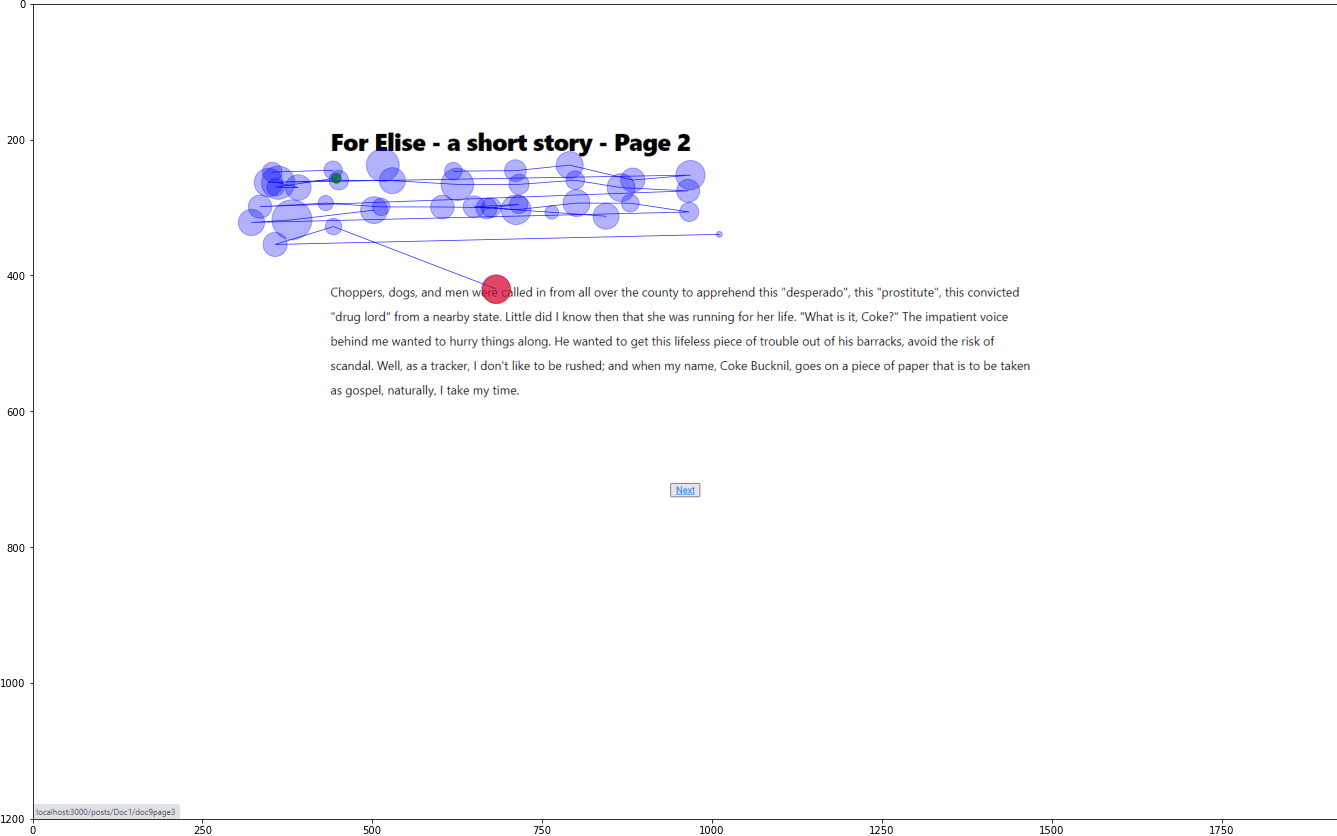 0
200
For Elise - a short story - Page 2
400
Choppers, dogs, and men were called in from all over the county to apprehend this "desperado", this "prostitute", this convicted
"drug lord" from a nearby state. Little did I know then that she was running for her life. "What is it, Coke?" The impatient voice
behind me wanted to hurry things along. He wanted to get this lifeless piece of trouble out of his barracks, avoid the risk of
scandal. Well, as a tracker, I don't like to be rushed; and when my name, Coke Bucknil, goes on a piece of paper that is to be taken
as gospel, naturally, I take my time.
600
Next
800
1000
localhost:3000/posts/Doc1/doc9page3
1200
0 250 500 750 1000 1250 1500 1750